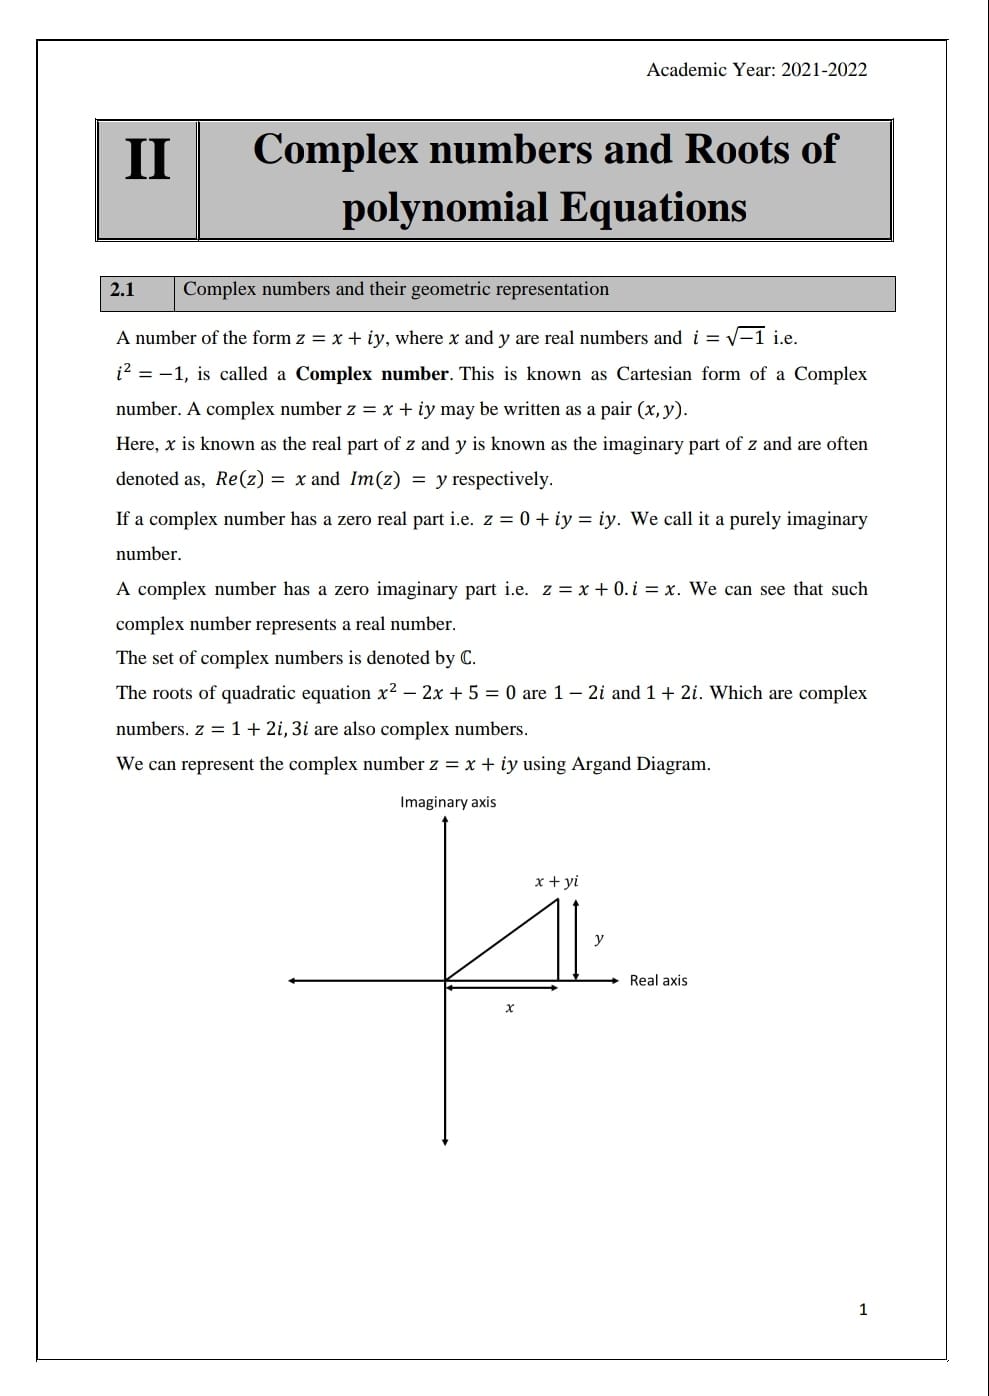 Academic Year: 2021-2022
II
Complex numbers and Roots of
polynomial Equations
2.1 Complex numbers and their geometric representation
A number of the form z = x + iy, where x and y are real numbers and i = √−1 i.e.
i² = −1, is called a Complex number. This is known as Cartesian form of a Complex
number. A complex number z = x + iy may be written as a pair (x, y).
Here, x is known as the real part of z and y is known as the imaginary part of z and are often
denoted as, Re(z) = x and Im(z) = y respectively.
If a complex number has a zero real part i.e. z = 0 + iy = iy. We call it a purely imaginary
number.
A complex number has a zero imaginary part i.e. z = x + 0. i = x. We can see that such
complex number represents a real number.
The set of complex numbers is denoted by ℂ.
The roots of quadratic equation x² − 2x + 5 = 0 are 1 − 2i and 1 + 2i. Which are complex
numbers. z = 1 + 2i, 3i are also complex numbers.
We can represent the complex number z = x + iy using Argand Diagram.
Imaginary axis
x + yi
y
Real axis
x
1